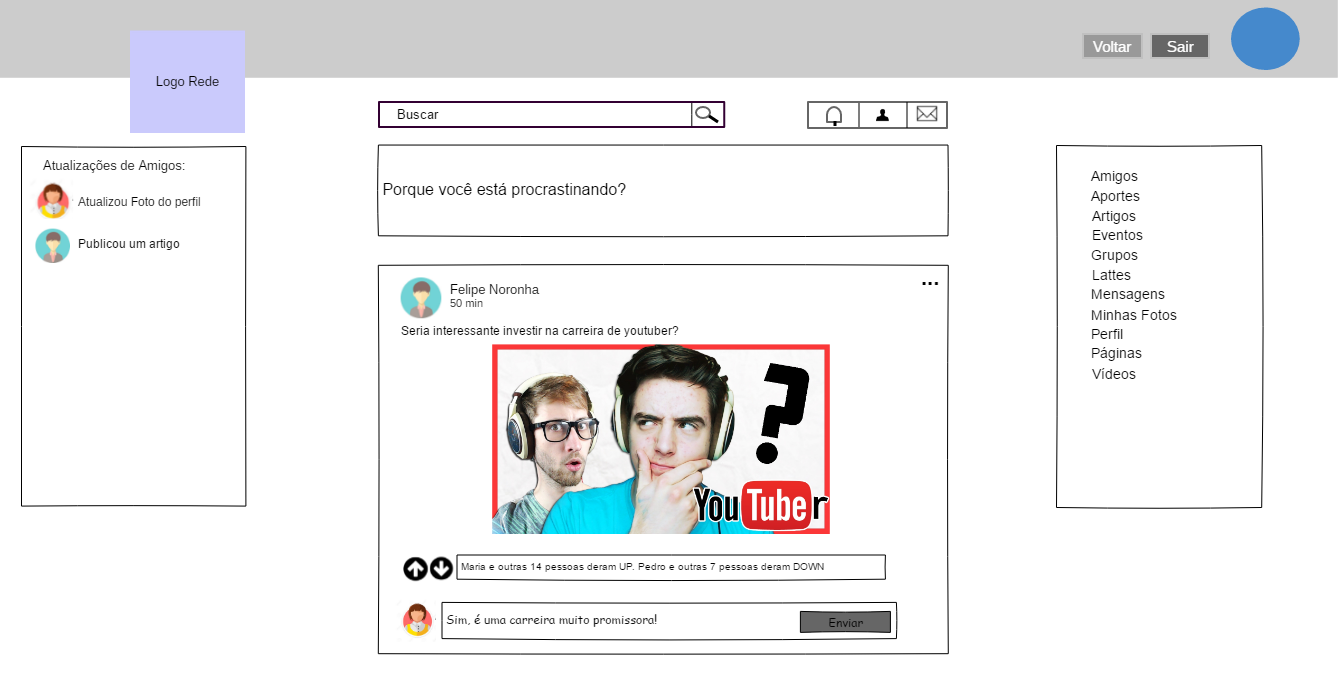 Voltar
Sair
Logo Rede
Buscar
Atualizações de Amigos:
Atualizou Foto do perfil
Publicou um artigo
Porque você está procrastinando?
Felipe Noronha
50 min
...
Seria interessante investir na carreira de youtuber?
?
YouTuber
Maria e outras 14 pessoas deram UP. Pedro e outras 7 pessoas deram DOWN
Sim, é uma carreira muito promissora!
Enviar
Amigos
Aportes
Artigos
Eventos
Grupos
Lattes
Mensagens
Minhas Fotos
Perfil
Páginas
Vídeos